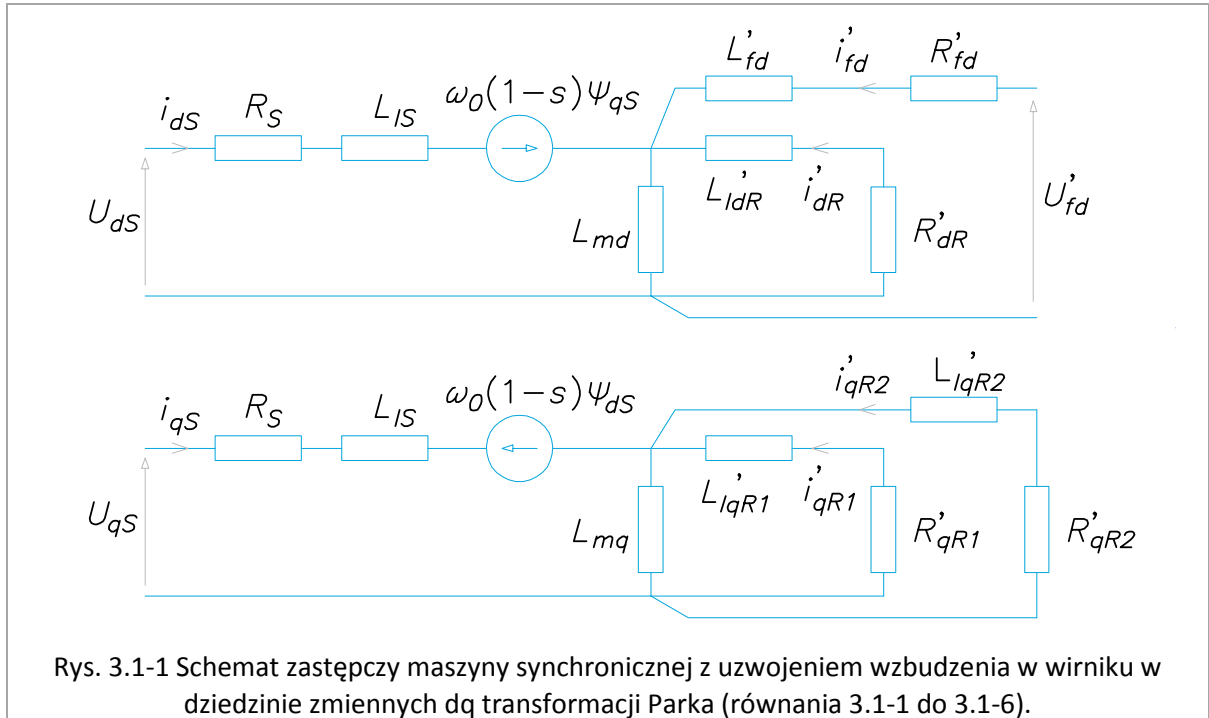 L'fd i'fd R'fd
ω0(1-s)Ψqs
idS RS LlS
L'ldR i'dR
UdS Lmd R'dR U'fd
i'qR2 L'lqR2
ω0(1-s)Ψds
iqS RS LlS
L'lqR1 i'qR1
UqS Lmq R'qR1 R'qR2
Rys. 3.1-1 Schemat zastępczy maszyny synchronicznej z uzwojeniem wzbudzenia w wirniku w
dziedzinie zmiennych dq transformacji Parka (równania 3.1-1 do 3.1-6).